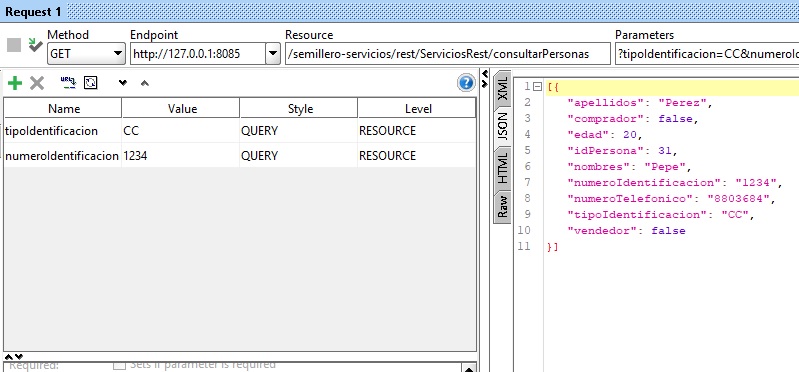 Request 1
Method Endpoint Resource Parameters
GET http://127.0.0.1:8085 /semillero-servicios/rest/ServiciosRest/consultarPersonas ?tipoIdentificacion=CC&numeroI
Name Value Style Level
tipoIdentificacion CC QUERY RESOURCE
numeroIdentificacion 1234 QUERY RESOURCE
Required: Sets if parameter is required
XML
JSON
HTML
Raw
1 [{
2 "apellidos": "Perez",
3 "comprador": false,
4 "edad": 20,
5 "idPersona": 31,
6 "nombres": "Pepe",
7 "numeroIdentificacion": "1234",
8 "numeroTelefonico": "8803684",
9 "tipoIdentificacion": "CC",
10 "vendedor": false
11 }]